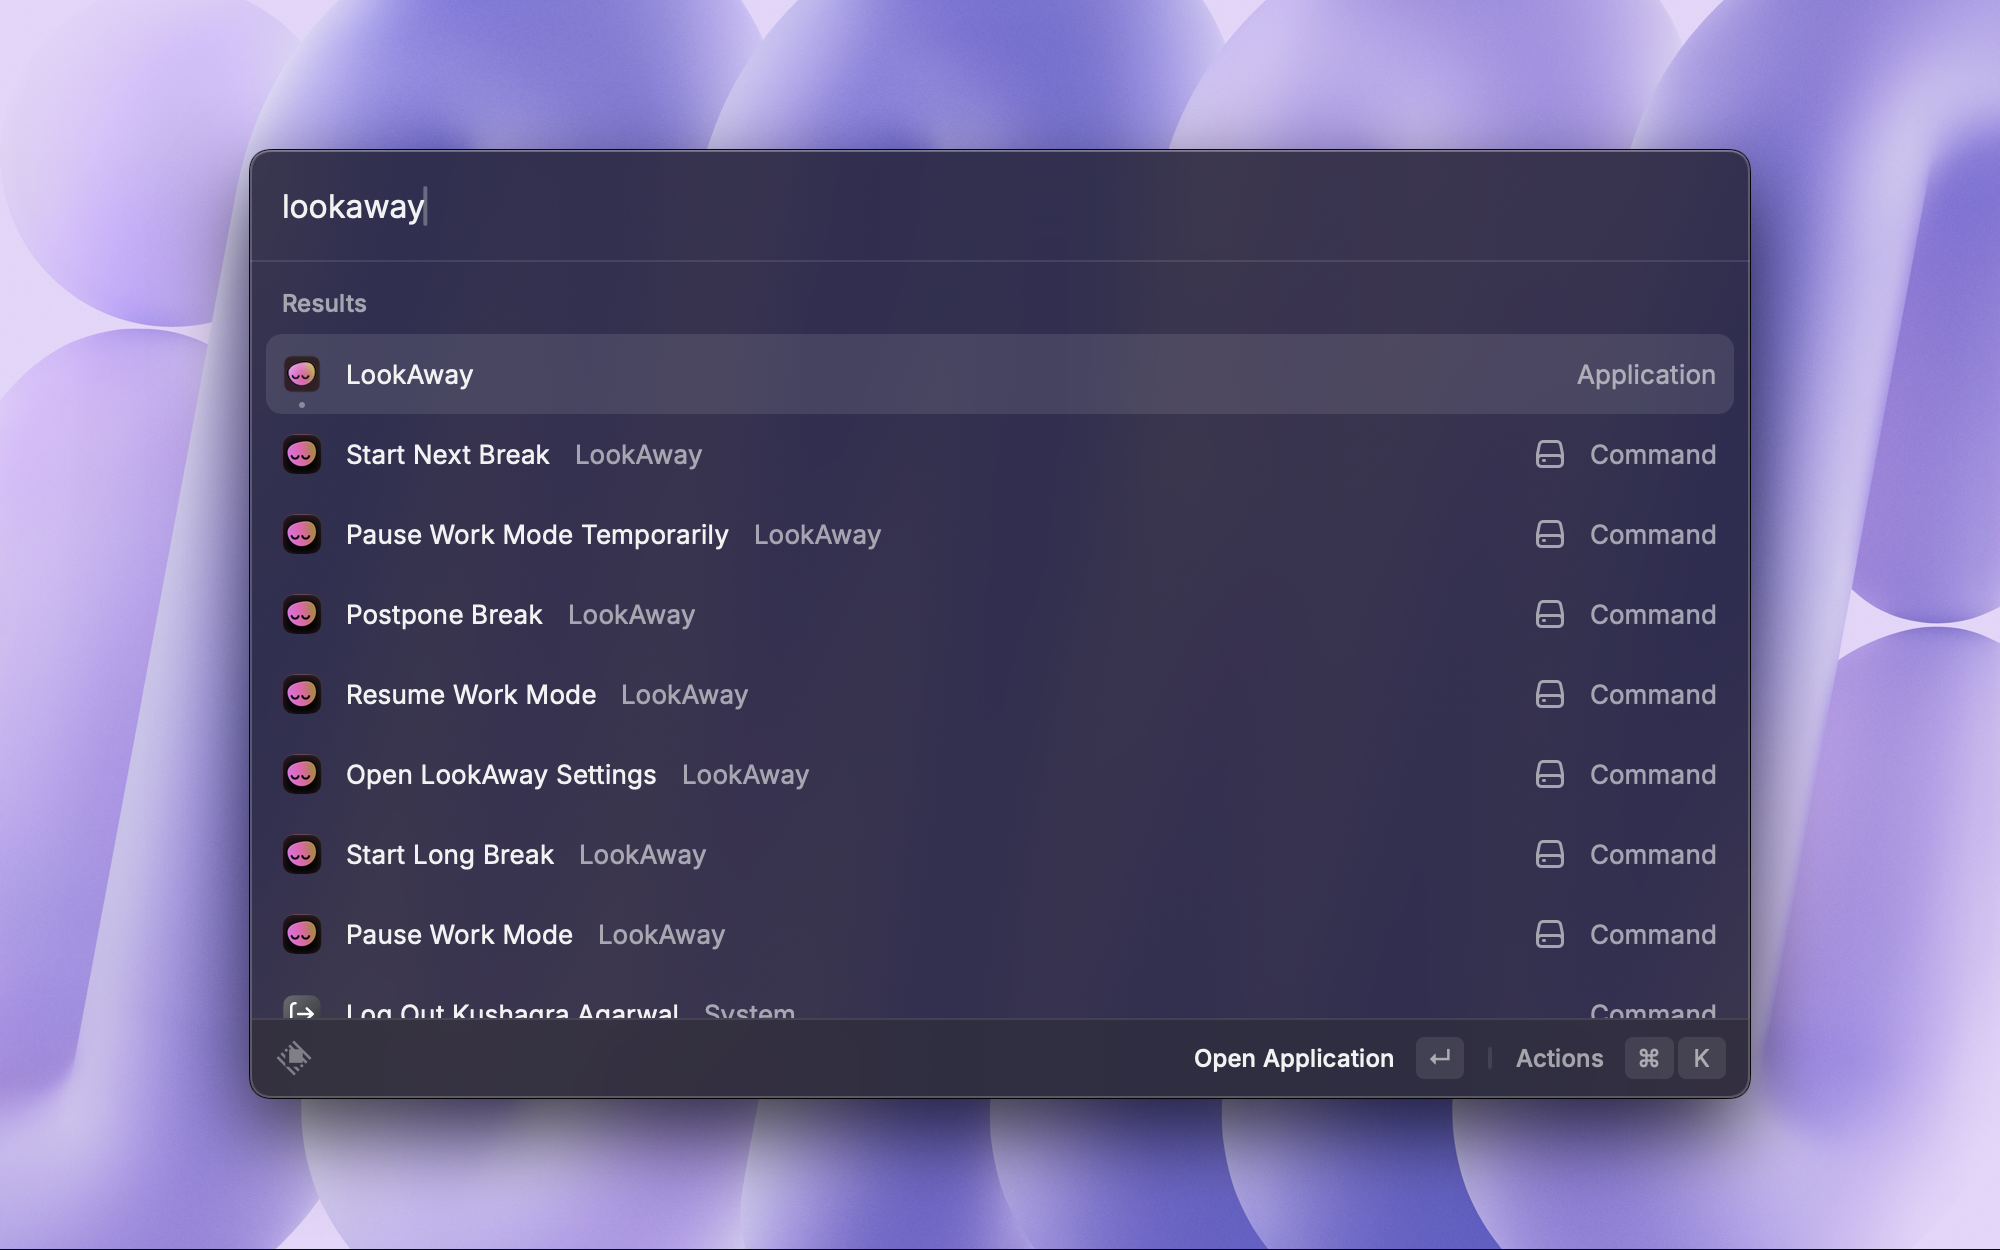 lookaway
Results
LookAway Application
Start Next Break LookAway Command
Pause Work Mode Temporarily LookAway Command
Postpone Break LookAway Command
Resume Work Mode LookAway Command
Open LookAway Settings LookAway Command
Start Long Break LookAway Command
Pause Work Mode LookAway Command
Log Out Kushagra Agarwal System Command
Open Application ↵ Actions ⌘ K